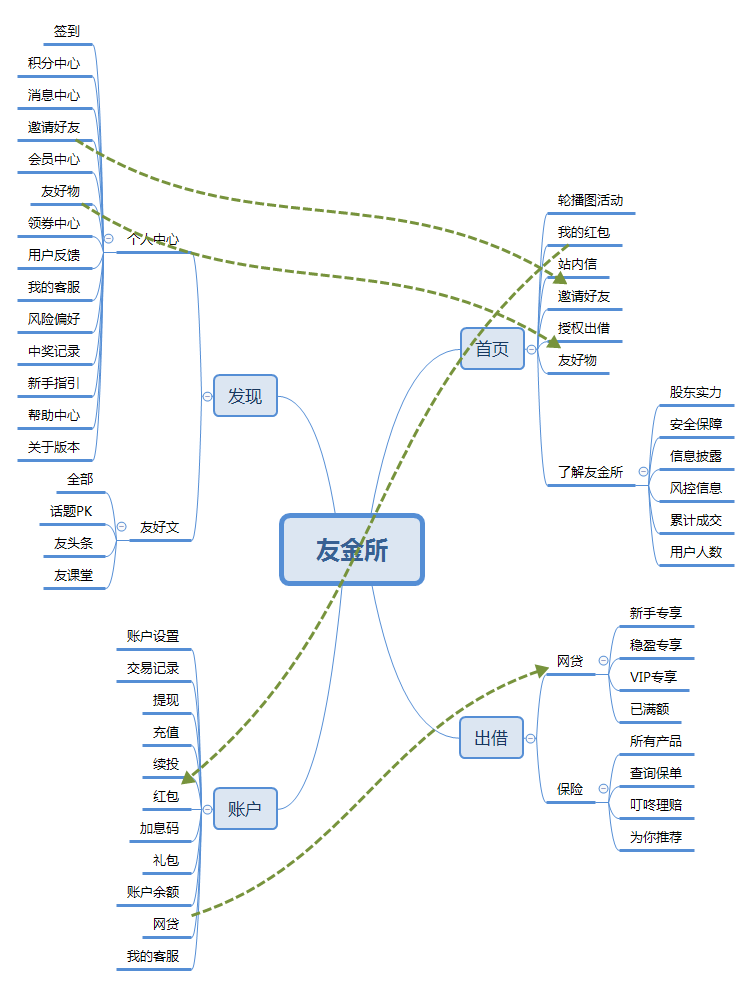 友金所
首页
轮播图活动
我的红包
站内信
邀请好友
授权出借
友好物
了解友金所
股东实力
安全保障
信息披露
风控信息
累计成交
用户人数
出借
网贷
新手专享
稳盈专享
VIP专享
已满额
保险
所有产品
查询保单
叮咚理赔
为你推荐
发现
个人中心
签到
积分中心
消息中心
邀请好友
会员中心
友好物
领券中心
用户反馈
我的客服
风险偏好
中奖记录
新手指引
帮助中心
关于版本
友好文
全部
话题PK
友头条
友课堂
账户
账户设置
交易记录
提现
充值
续投
红包
加息码
礼包
账户余额
网贷
我的客服